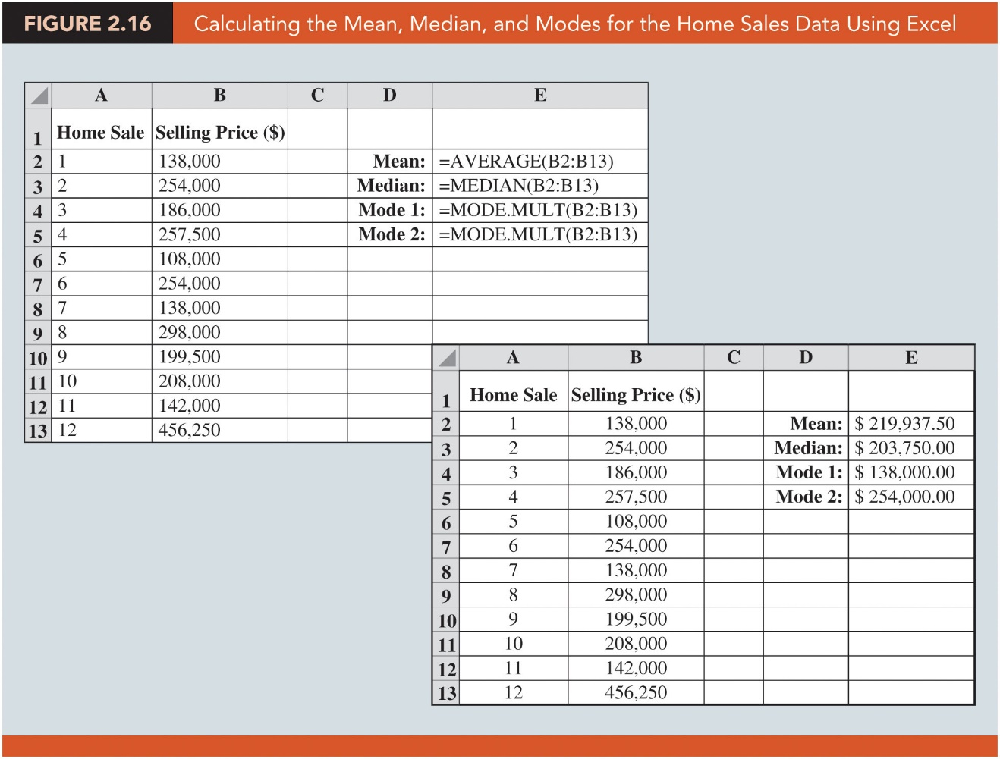 FIGURE 2.16 Calculating the Mean, Median, and Modes for the Home Sales Data Using Excel
A B C D E
1 Home Sale Selling Price ($)
2 1 138,000 Mean: =AVERAGE(B2:B13)
3 2 254,000 Median: =MEDIAN(B2:B13)
4 3 186,000 Mode 1: =MODE.MULT(B2:B13)
5 4 257,500 Mode 2: =MODE.MULT(B2:B13)
6 5 108,000
7 6 254,000
8 7 138,000
9 8 298,000
10 9 199,500
11 10 208,000
12 11 142,000
13 12 456,250
A B C D E
1 Home Sale Selling Price ($)
2 1 138,000 Mean: $ 219,937.50
3 2 254,000 Median: $ 203,750.00
4 3 186,000 Mode 1: $ 138,000.00
5 4 257,500 Mode 2: $ 254,000.00
6 5 108,000
7 6 254,000
8 7 138,000
9 8 298,000
10 9 199,500
11 10 208,000
12 11 142,000
13 12 456,250